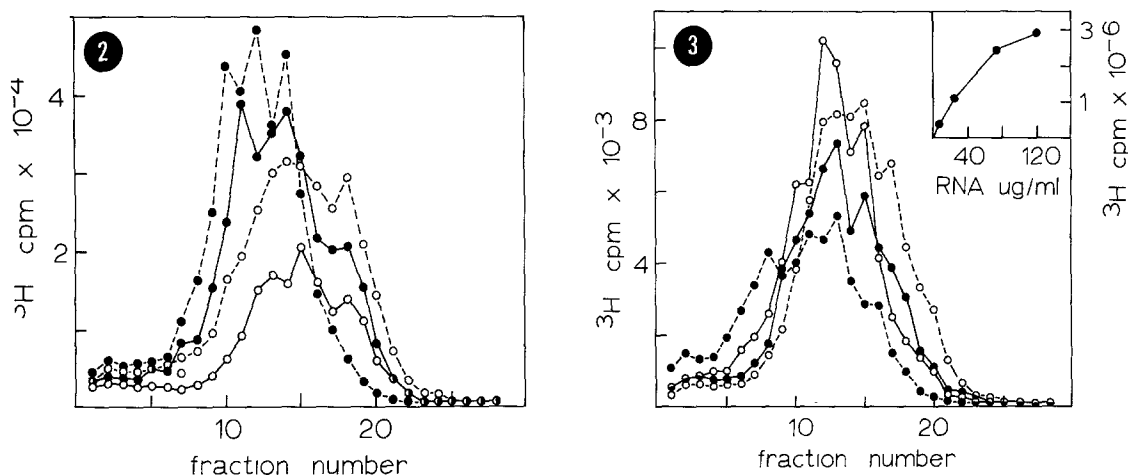 2
4
2
³H cpm x 10⁻⁴
10
20
fraction number
3
8
4
³H cpm x 10⁻³
10
20
fraction number
3
1
³H cpm x 10⁻⁶
40
120
RNA ug/ml